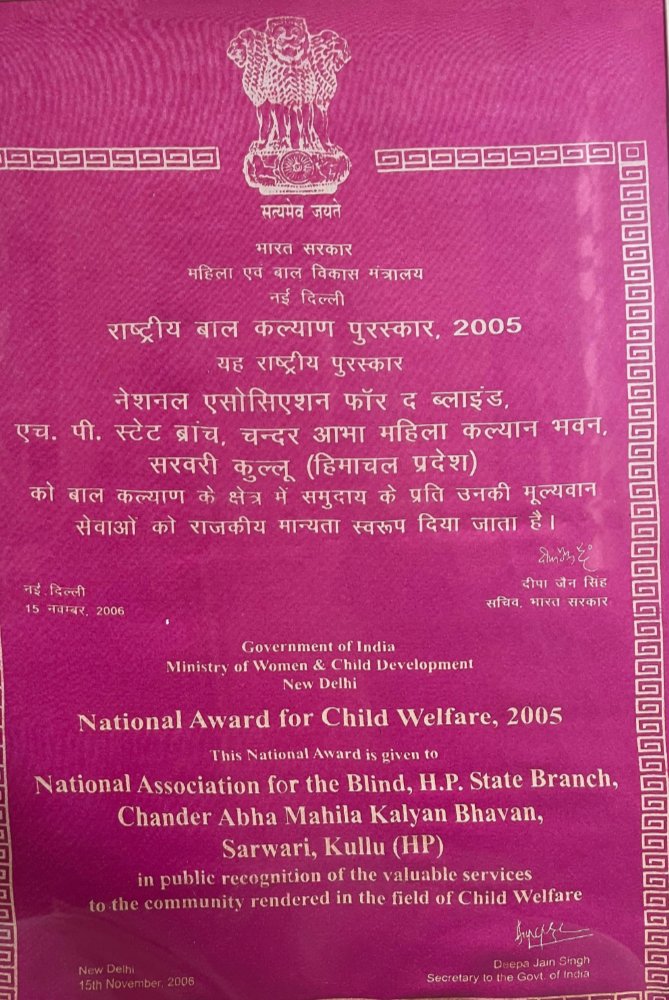 सत्यमेव जयते
भारत सरकार
महिला एवं बाल विकास मंत्रालय
नई दिल्ली
राष्ट्रीय बाल कल्याण पुरस्कार, 2005
यह राष्ट्रीय पुरस्कार
नेशनल एसोसिएशन फॉर द ब्लाइंड,
एच. पी. स्टेट ब्रांच, चन्दर आभा महिला कल्यान भवन,
सरवरी कुल्लू (हिमाचल प्रदेश)
को बाल कल्याण के क्षेत्र में समुदाय के प्रति उनकी मूल्यवान
सेवाओं को राजकीय मान्यता स्वरूप दिया जाता है।
नई दिल्ली
15 नवम्बर, 2006
दीपा जैन सिंह
सचिव, भारत सरकार
Government of India
Ministry of Women & Child Development
New Delhi
National Award for Child Welfare, 2005
This National Award is given to
National Association for the Blind, H.P. State Branch,
Chander Abha Mahila Kalyan Bhavan,
Sarwari, Kullu (HP)
in public recognition of the valuable services
to the community rendered in the field of Child Welfare
New Delhi
15th November, 2006
Deepa Jain Singh
Secretary to the Govt. of India